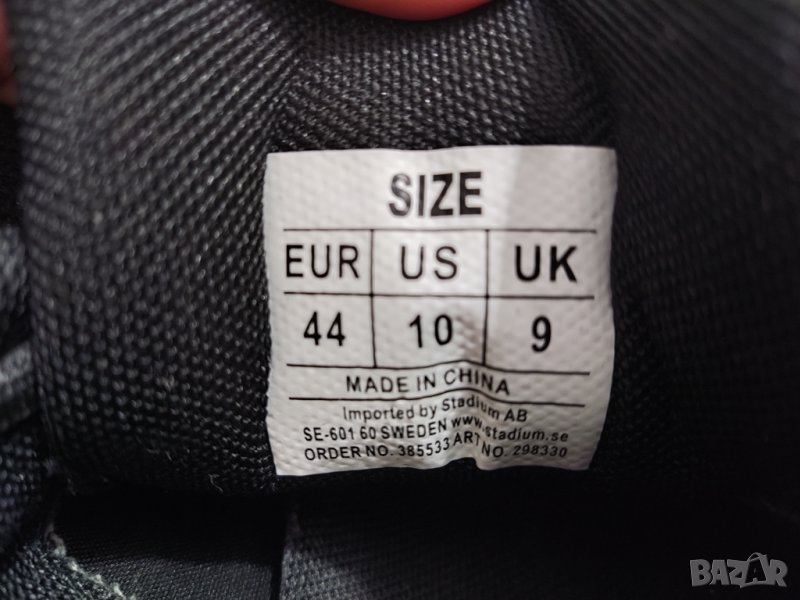 SIZE
EUR US UK
44 10 9
MADE IN CHINA
Imported by Stadium AB
SE-601 60 SWEDEN www.stadium.se
ORDER NO. 385533 ART NO. 298330
BAZAR